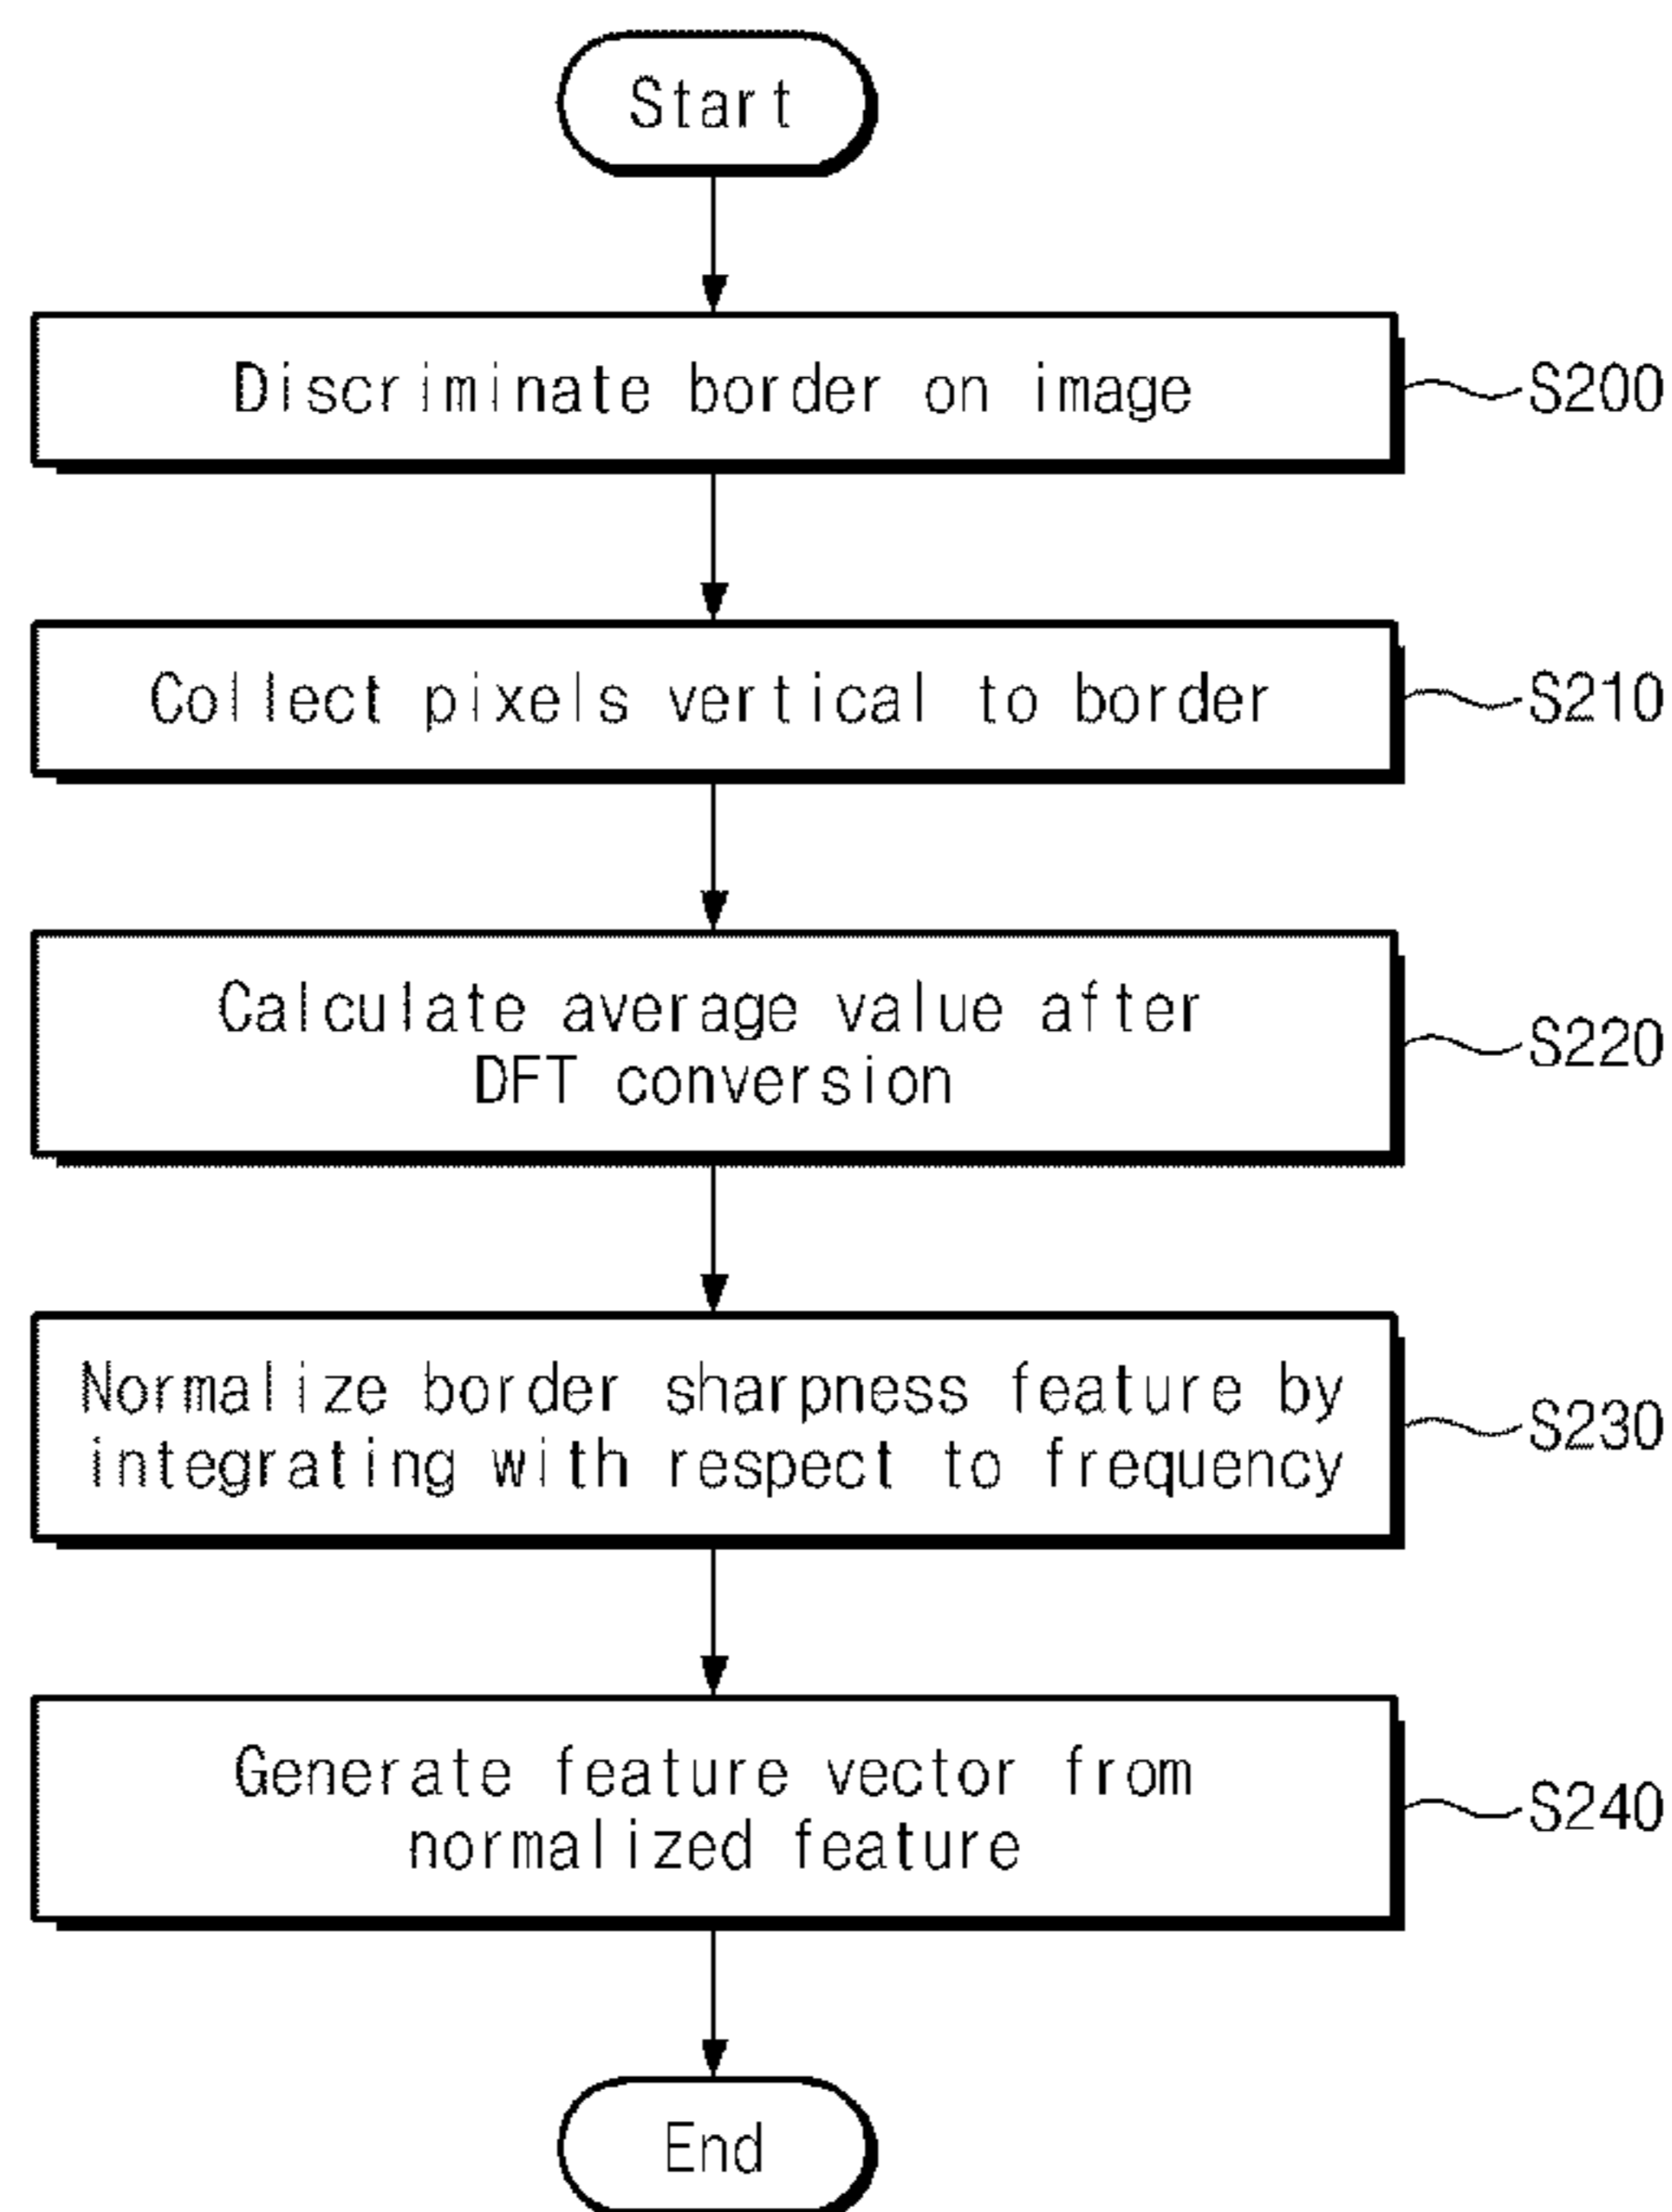 Start
Discriminate border on image
S200
Collect pixels vertical to border
S210
Calculate average value after
DFT conversion
S220
Normalize border sharpness feature by
integrating with respect to frequency
S230
Generate feature vector from
normalized feature
S240
End